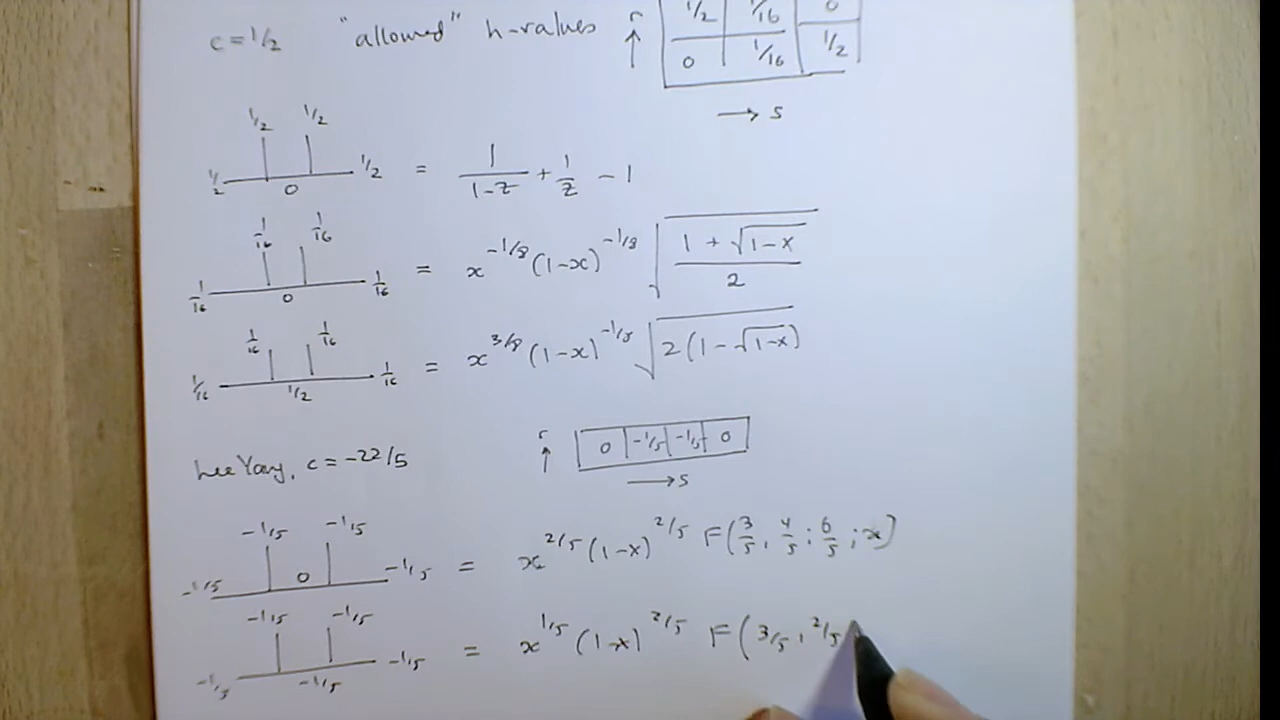 c = 1/2 "allowed" h-values r ↑ 1/2 1/16 0
0 1/16 1/2
→ s
1/2 1/2
1/2 0 1/2 = 1/(1-z) + 1/z - 1
1/16 1/16
1/16 0 1/16 = x^{-1/8} (1-x)^{-1/8} √((1 + √(1-x))/2)
1/16 1/16
1/16 1/2 1/16 = x^{3/8} (1-x)^{-1/8} √(2(1-√(1-x)))
Lee Yang, c = -22/5 r ↑ 0 -1/5 -1/5 0
→ s
-1/5 -1/5
-1/5 0 -1/5 = x^{2/5} (1-x)^{2/5} F(3/5, 4/5; 6/5; x)
-1/5 -1/5
-1/5 -1/5 -1/5 = x^{1/5} (1-x)^{2/5} F(3/5, 2/5